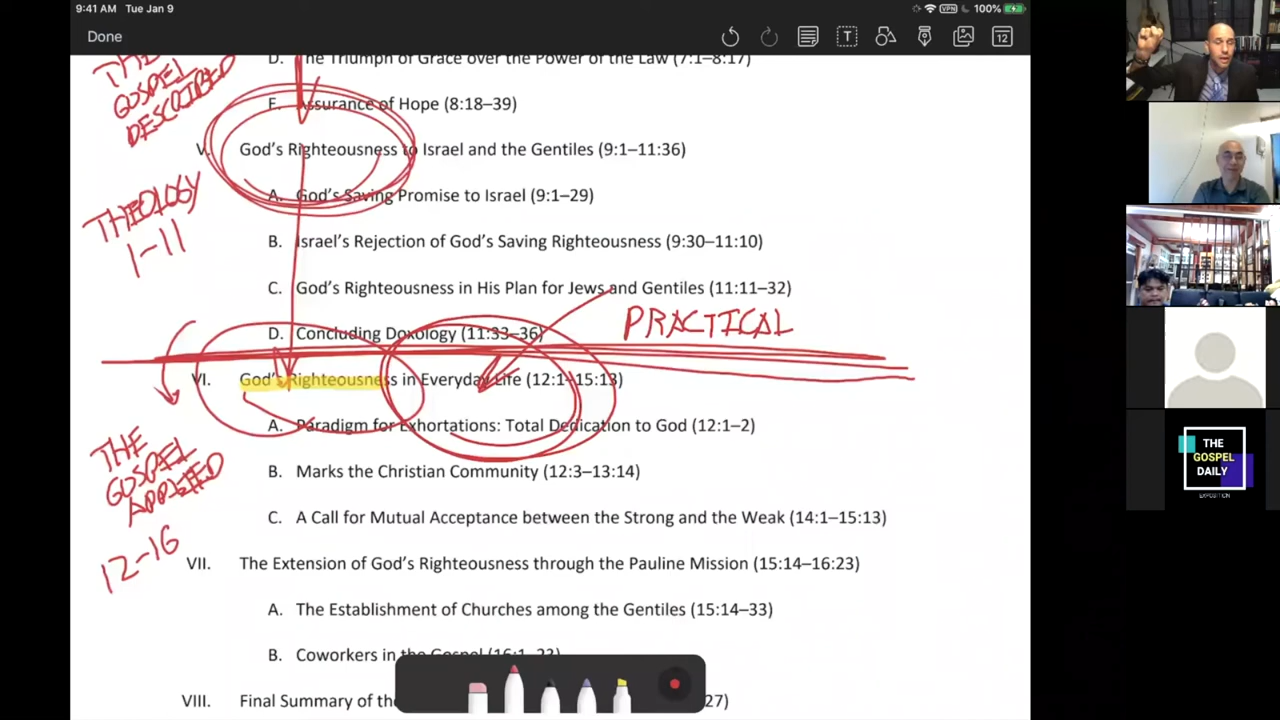 9:41 AM Tue Jan 9
VPN 100%
Done
12
D. The Triumph of Grace over the Power of the Law (7:1–8:17)
THE
GOSPEL
DESCRIBED
E. Assurance of Hope (8:18–39)
V. God's Righteousness to Israel and the Gentiles (9:1–11:36)
A. God's Saving Promise to Israel (9:1–29)
THEOLOGY
1-11
B. Israel's Rejection of God's Saving Righteousness (9:30–11:10)
C. God's Righteousness in His Plan for Jews and Gentiles (11:11–32)
PRACTICAL
D. Concluding Doxology (11:33–36)
VI. God's Righteousness in Everyday Life (12:1–15:13)
A. Paradigm for Exhortations: Total Dedication to God (12:1–2)
THE
GOSPEL
APPLIED
12-16
B. Marks the Christian Community (12:3–13:14)
C. A Call for Mutual Acceptance between the Strong and the Weak (14:1–15:13)
VII. The Extension of God's Righteousness through the Pauline Mission (15:14–16:23)
A. The Establishment of Churches among the Gentiles (15:14–33)
B. Coworkers in the Gospel (16:1–23)
VIII. Final Summary of the 27)
THE
GOSPEL
DAILY
EXPOSITION